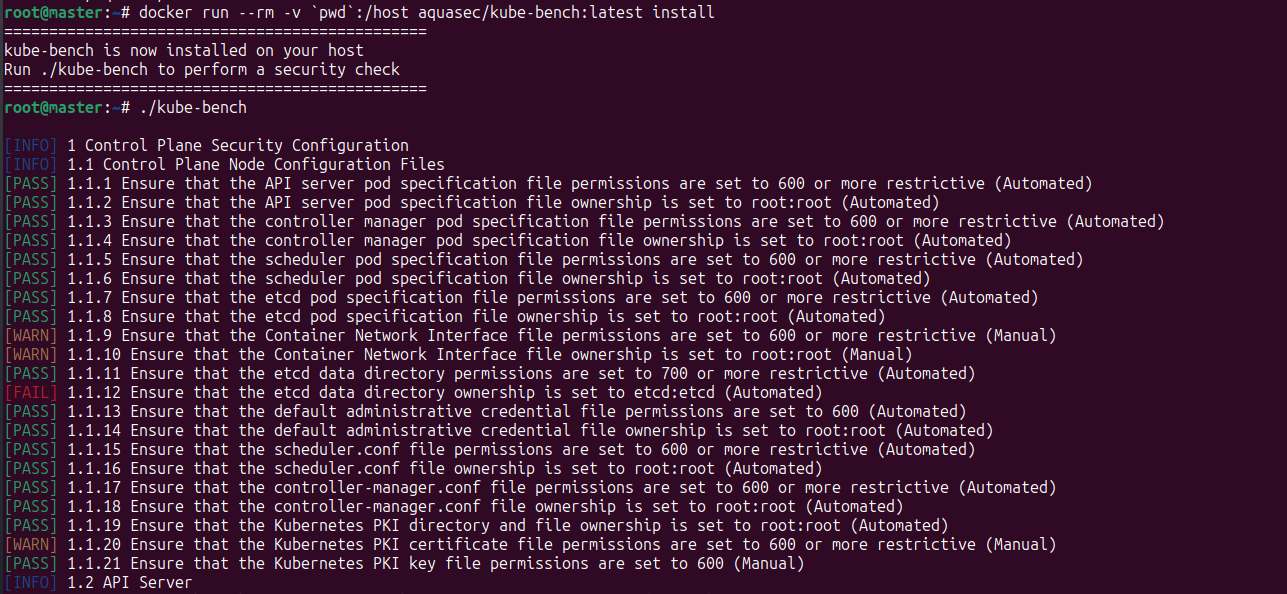 root@master:~# docker run --rm -v `pwd`:/host aquasec/kube-bench:latest install
===============================================
kube-bench is now installed on your host
Run ./kube-bench to perform a security check
===============================================
root@master:~# ./kube-bench
[INFO] 1 Control Plane Security Configuration
[INFO] 1.1 Control Plane Node Configuration Files
[PASS] 1.1.1 Ensure that the API server pod specification file permissions are set to 600 or more restrictive (Automated)
[PASS] 1.1.2 Ensure that the API server pod specification file ownership is set to root:root (Automated)
[PASS] 1.1.3 Ensure that the controller manager pod specification file permissions are set to 600 or more restrictive (Automated)
[PASS] 1.1.4 Ensure that the controller manager pod specification file ownership is set to root:root (Automated)
[PASS] 1.1.5 Ensure that the scheduler pod specification file permissions are set to 600 or more restrictive (Automated)
[PASS] 1.1.6 Ensure that the scheduler pod specification file ownership is set to root:root (Automated)
[PASS] 1.1.7 Ensure that the etcd pod specification file permissions are set to 600 or more restrictive (Automated)
[PASS] 1.1.8 Ensure that the etcd pod specification file ownership is set to root:root (Automated)
[WARN] 1.1.9 Ensure that the Container Network Interface file permissions are set to 600 or more restrictive (Manual)
[WARN] 1.1.10 Ensure that the Container Network Interface file ownership is set to root:root (Manual)
[PASS] 1.1.11 Ensure that the etcd data directory permissions are set to 700 or more restrictive (Automated)
[FAIL] 1.1.12 Ensure that the etcd data directory ownership is set to etcd:etcd (Automated)
[PASS] 1.1.13 Ensure that the default administrative credential file permissions are set to 600 (Automated)
[PASS] 1.1.14 Ensure that the default administrative credential file ownership is set to root:root (Automated)
[PASS] 1.1.15 Ensure that the scheduler.conf file permissions are set to 600 or more restrictive (Automated)
[PASS] 1.1.16 Ensure that the scheduler.conf file ownership is set to root:root (Automated)
[PASS] 1.1.17 Ensure that the controller-manager.conf file permissions are set to 600 or more restrictive (Automated)
[PASS] 1.1.18 Ensure that the controller-manager.conf file ownership is set to root:root (Automated)
[PASS] 1.1.19 Ensure that the Kubernetes PKI directory and file ownership is set to root:root (Automated)
[WARN] 1.1.20 Ensure that the Kubernetes PKI certificate file permissions are set to 600 or more restrictive (Manual)
[PASS] 1.1.21 Ensure that the Kubernetes PKI key file permissions are set to 600 (Manual)
[INFO] 1.2 API Server